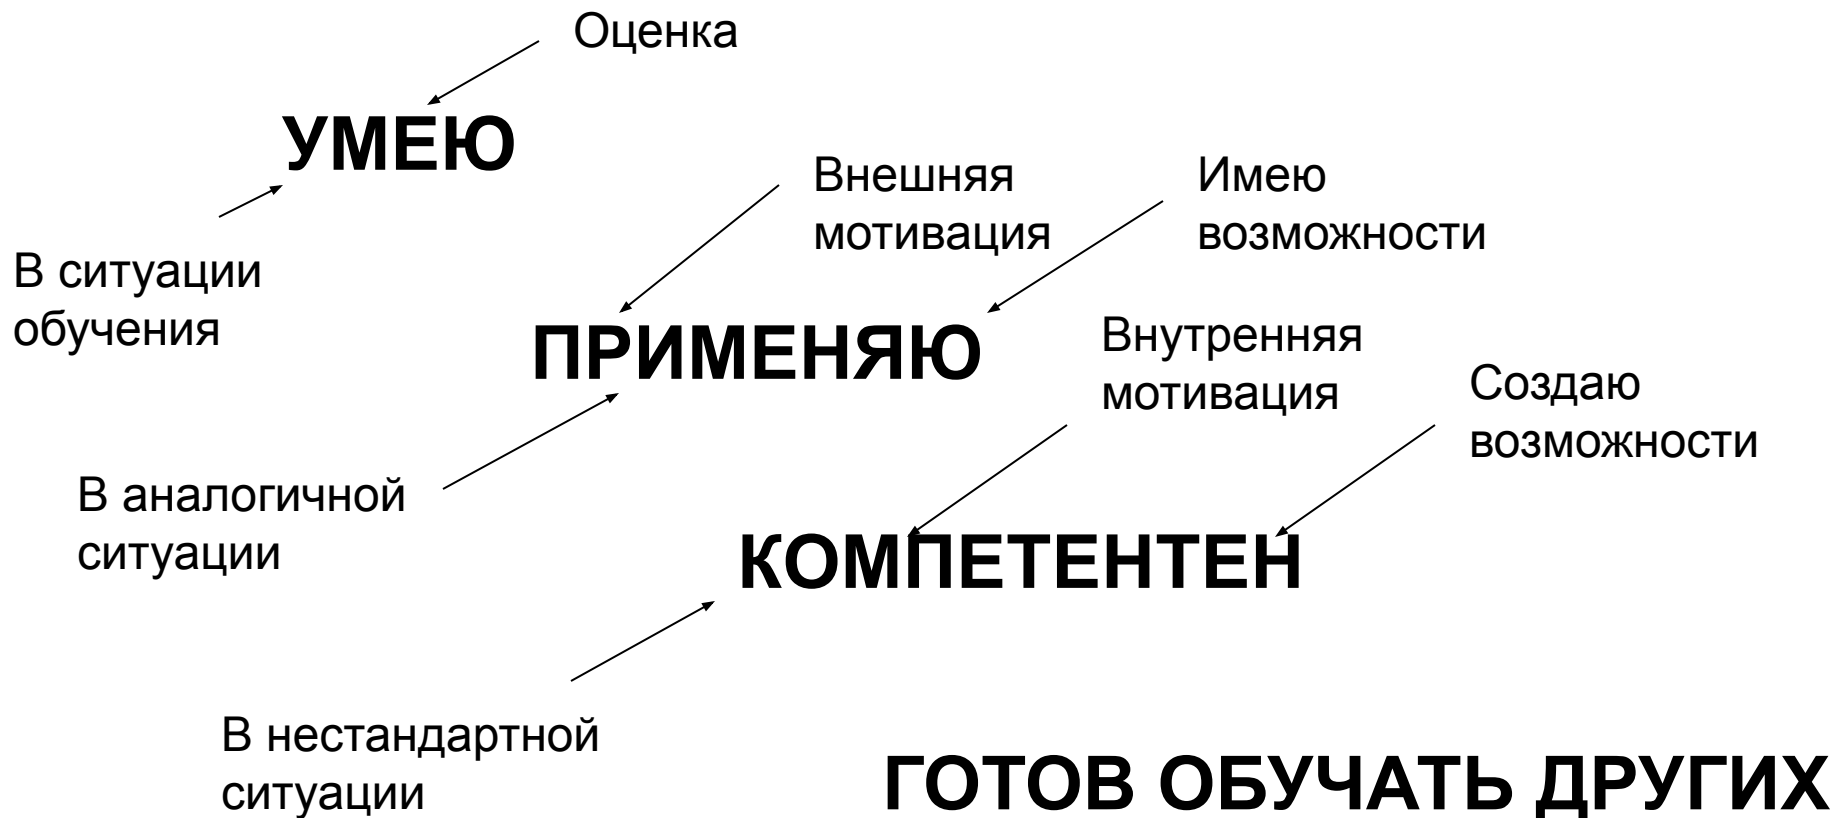 Оценка
УМЕЮ
Внешняя
мотивация
Имею
возможности
В ситуации
обучения
ПРИМЕНЯЮ
Внутренняя
мотивация
Создаю
возможности
В аналогичной
ситуации
КОМПЕТЕНТЕН
В нестандартной
ситуации
ГОТОВ ОБУЧАТЬ ДРУГИХ